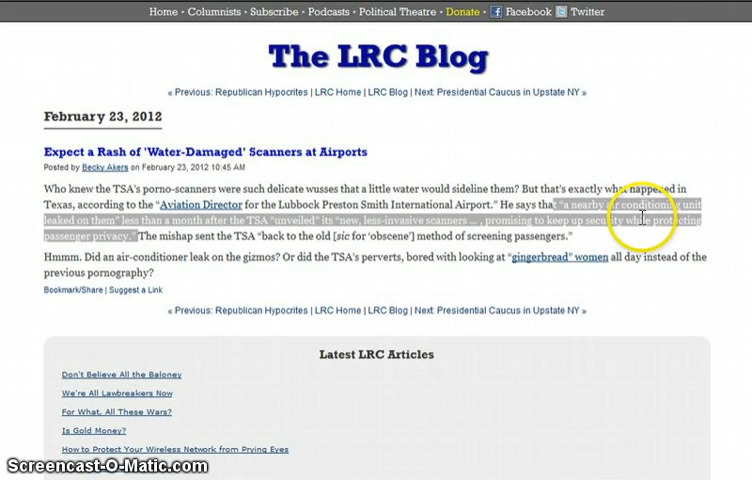 Home • Columnists • Subscribe • Podcasts • Political Theatre • Donate • Facebook Twitter
The LRC Blog
« Previous: Republican Hypocrites | LRC Home | LRC Blog | Next: Presidential Caucus in Upstate NY »
February 23, 2012
Expect a Rash of 'Water-Damaged' Scanners at Airports
Posted by Becky Akers on February 23, 2012 10:45 AM
Who knew the TSA's porno-scanners were such delicate wusses that a little water would sideline them? But that's exactly what happened in
Texas, according to the “Aviation Director for the Lubbock Preston Smith International Airport.” He says that “a nearby air conditioning unit
leaked on them” less than a month after the TSA “unveiled” its “new, less-invasive scanners ... , promising to keep up security while protecting
passenger privacy.” The mishap sent the TSA “back to the old [sic for ‘obscene’] method of screening passengers.”
Hmmm. Did an air-conditioner leak on the gizmos? Or did the TSA's perverts, bored with looking at “gingerbread” women all day instead of the
previous pornography?
Bookmark/Share | Suggest a Link
« Previous: Republican Hypocrites | LRC Home | LRC Blog | Next: Presidential Caucus in Upstate NY »
Latest LRC Articles
Don't Believe All the Baloney
We're All Lawbreakers Now
For What, All These Wars?
Is Gold Money?
How to Protect Your Wireless Network from Prying Eyes
Screencast-O-Matic.com